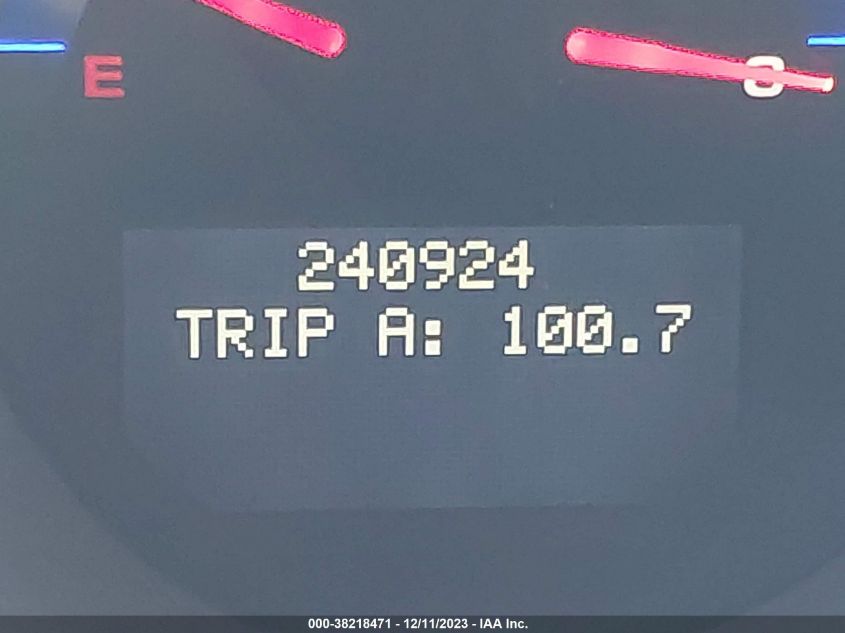 E C
240924
TRIP A: 100.7
000-38218471 - 12/11/2023 - IAA Inc.